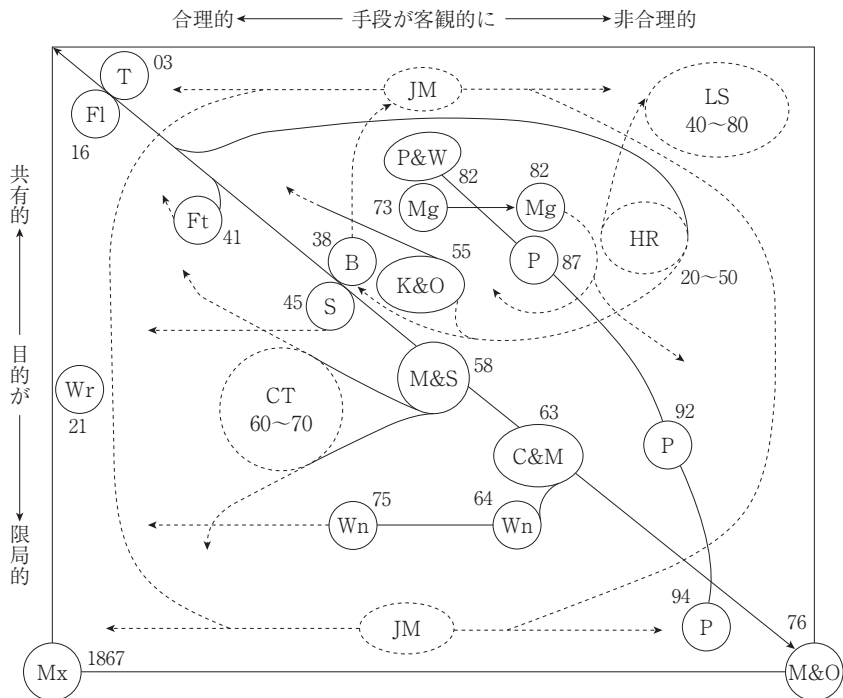 合理的 手段が客観的に 非合理的
T 03
Fl
16
JM
LS
40〜80
P&W
82
82
Ft
41
73 Mg
Mg
HR
20〜50
38
B
55
K&O
P 87
45 S
共有的
目的が
限局的
Wr
21
CT
60〜70
M&S 58
63
C&M
92
P
75
Wn
64
Wn
JM
94
P
76
Mx 1867
M&O